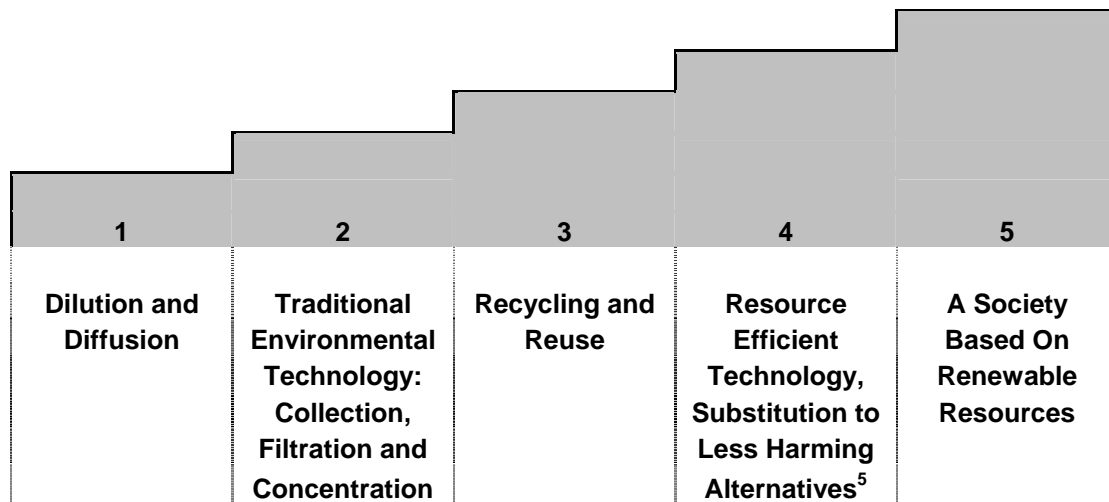 1
2
3
4
5
Dilution and
Diffusion
Traditional
Environmental
Technology:
Collection,
Filtration and
Concentration
Recycling and
Reuse
Resource
Efficient
Technology,
Substitution to
Less Harming
Alternatives⁵
A Society
Based On
Renewable
Resources